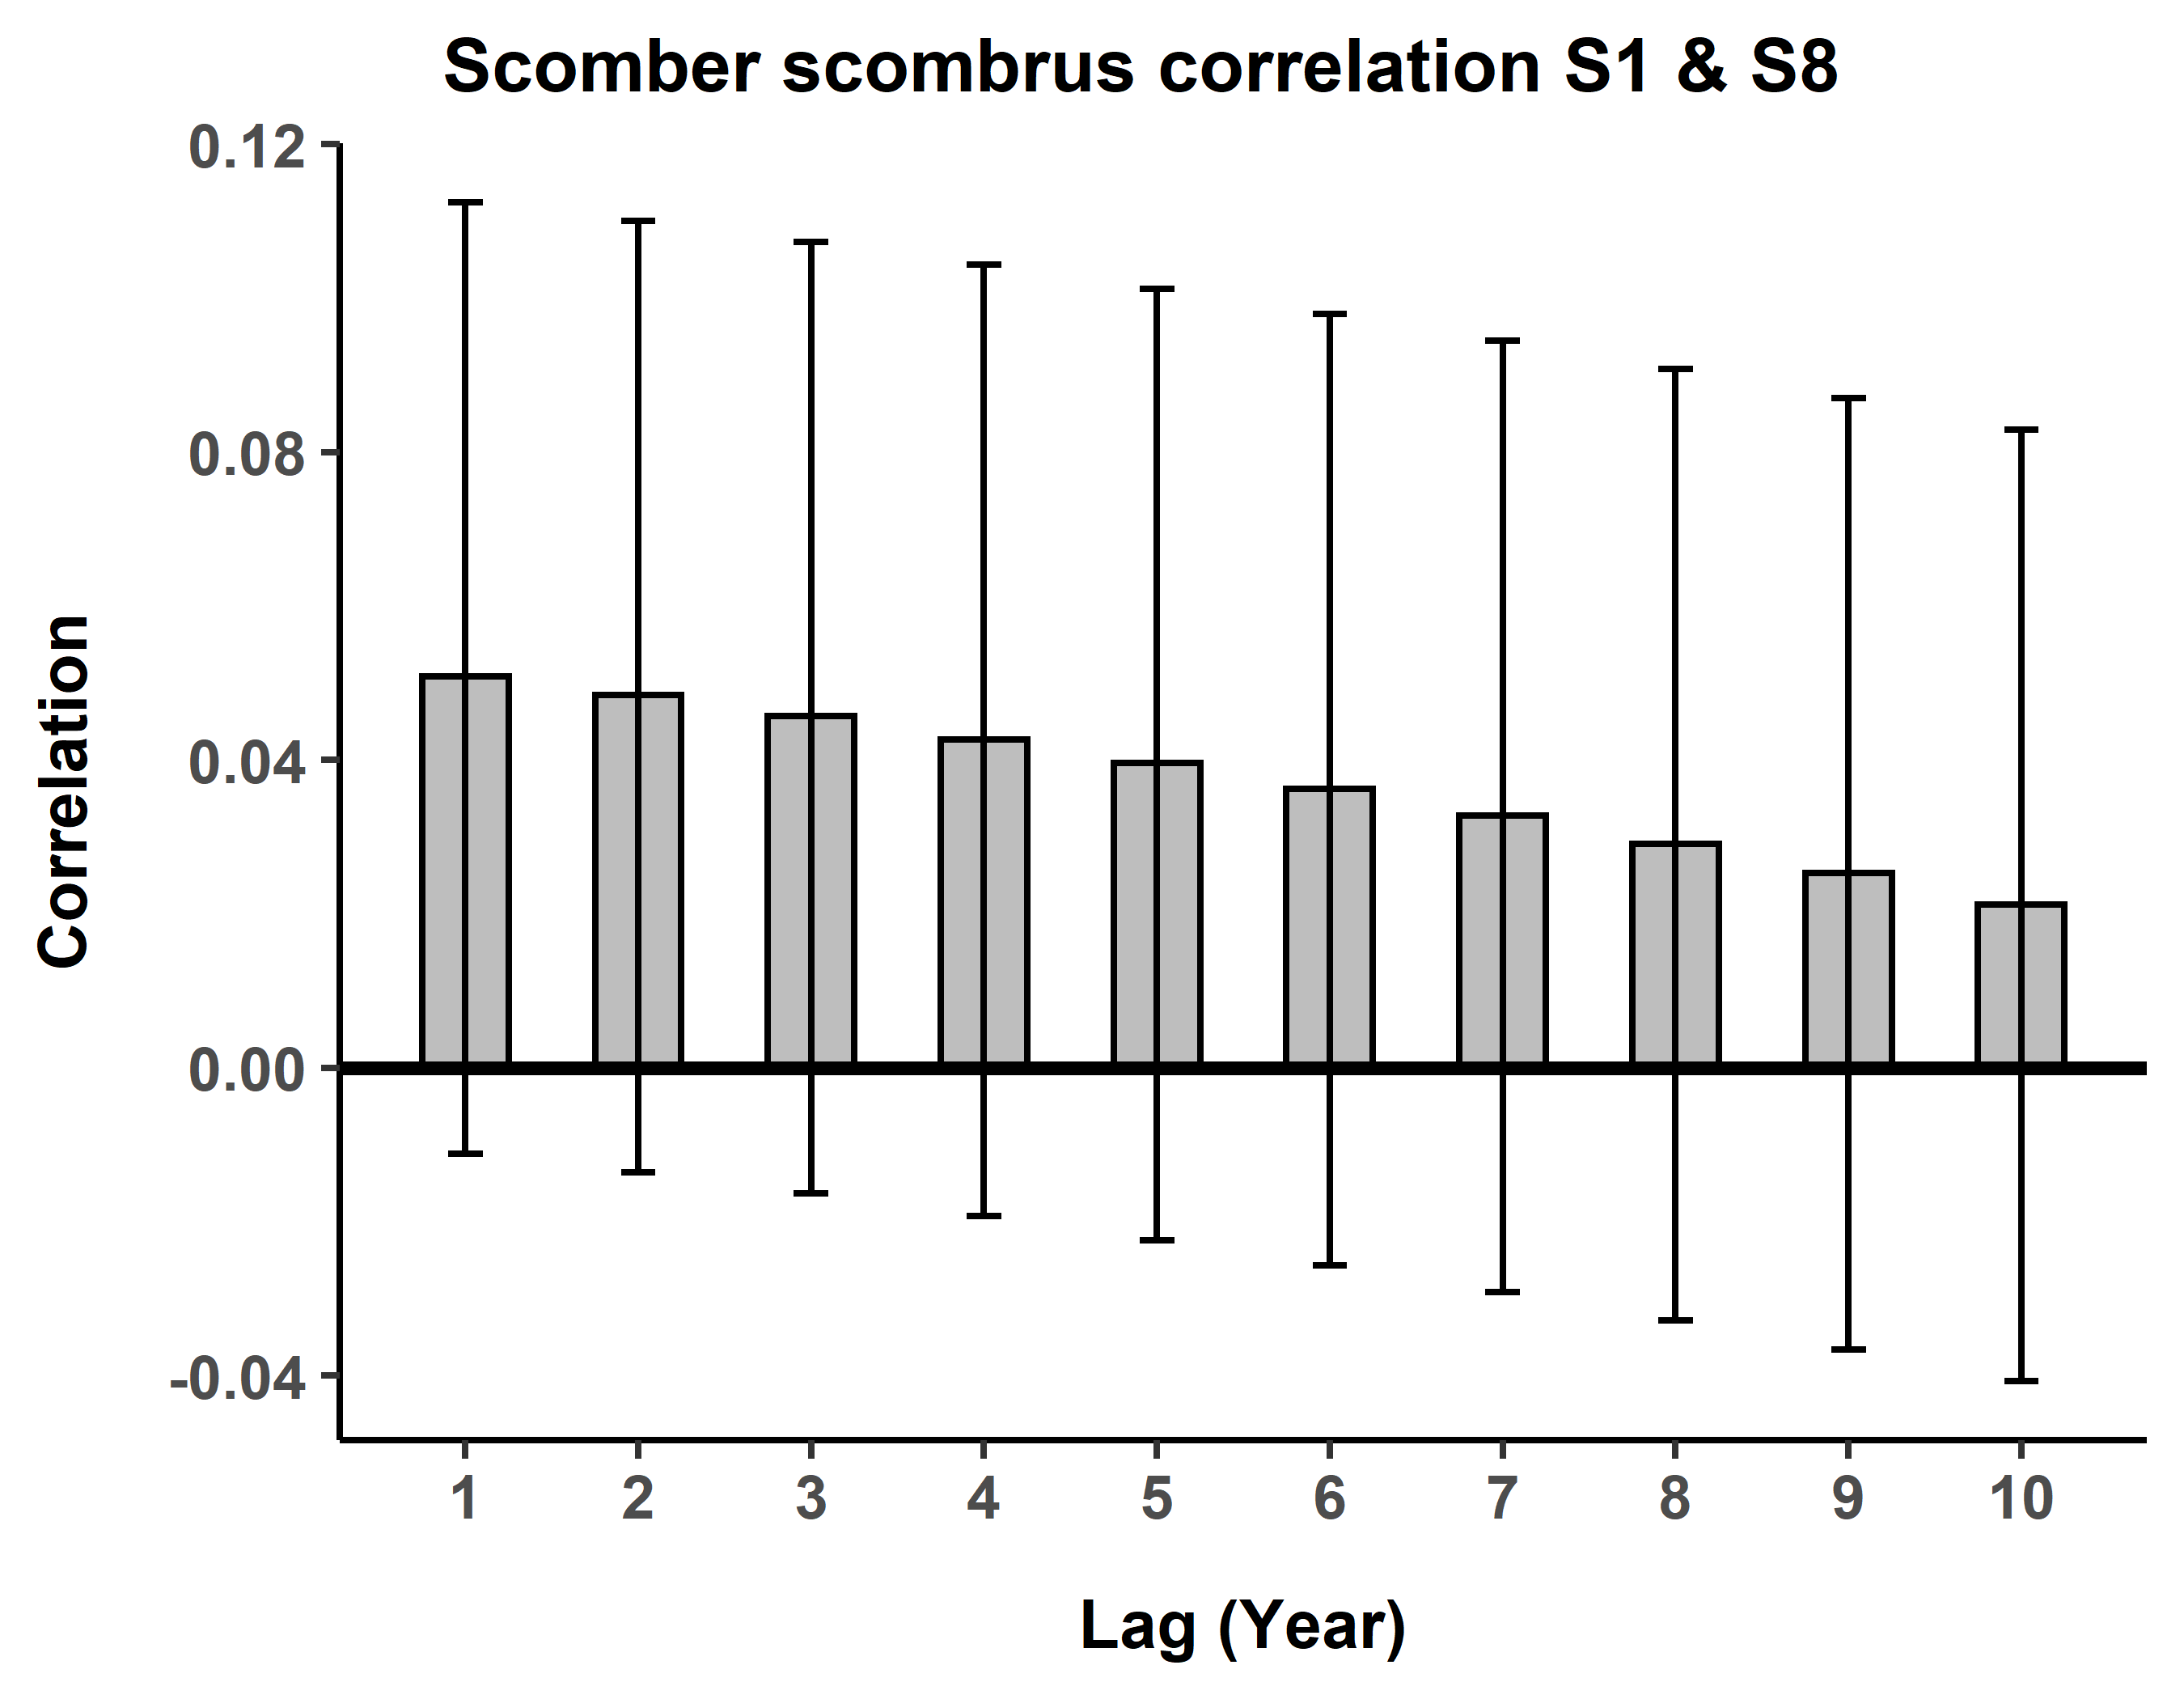 Scomber scombrus correlation S1 & S8
0.12
0.08
0.04
0.00
-0.04
Correlation
1 2 3 4 5 6 7 8 9 10
Lag (Year)